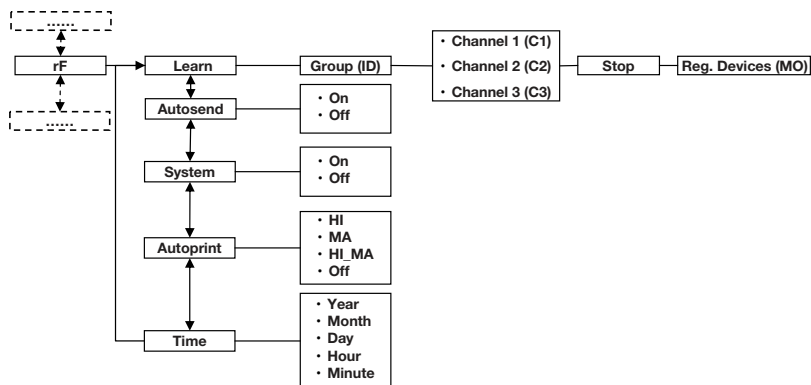 ......
rF
......
Learn
Group (ID)
• Channel 1 (C1)
• Channel 2 (C2)
• Channel 3 (C3)
Stop
Reg. Devices (MO)
Autosend
• On
• Off
System
• On
• Off
Autoprint
• HI
• MA
• HI_MA
• Off
Time
• Year
• Month
• Day
• Hour
• Minute